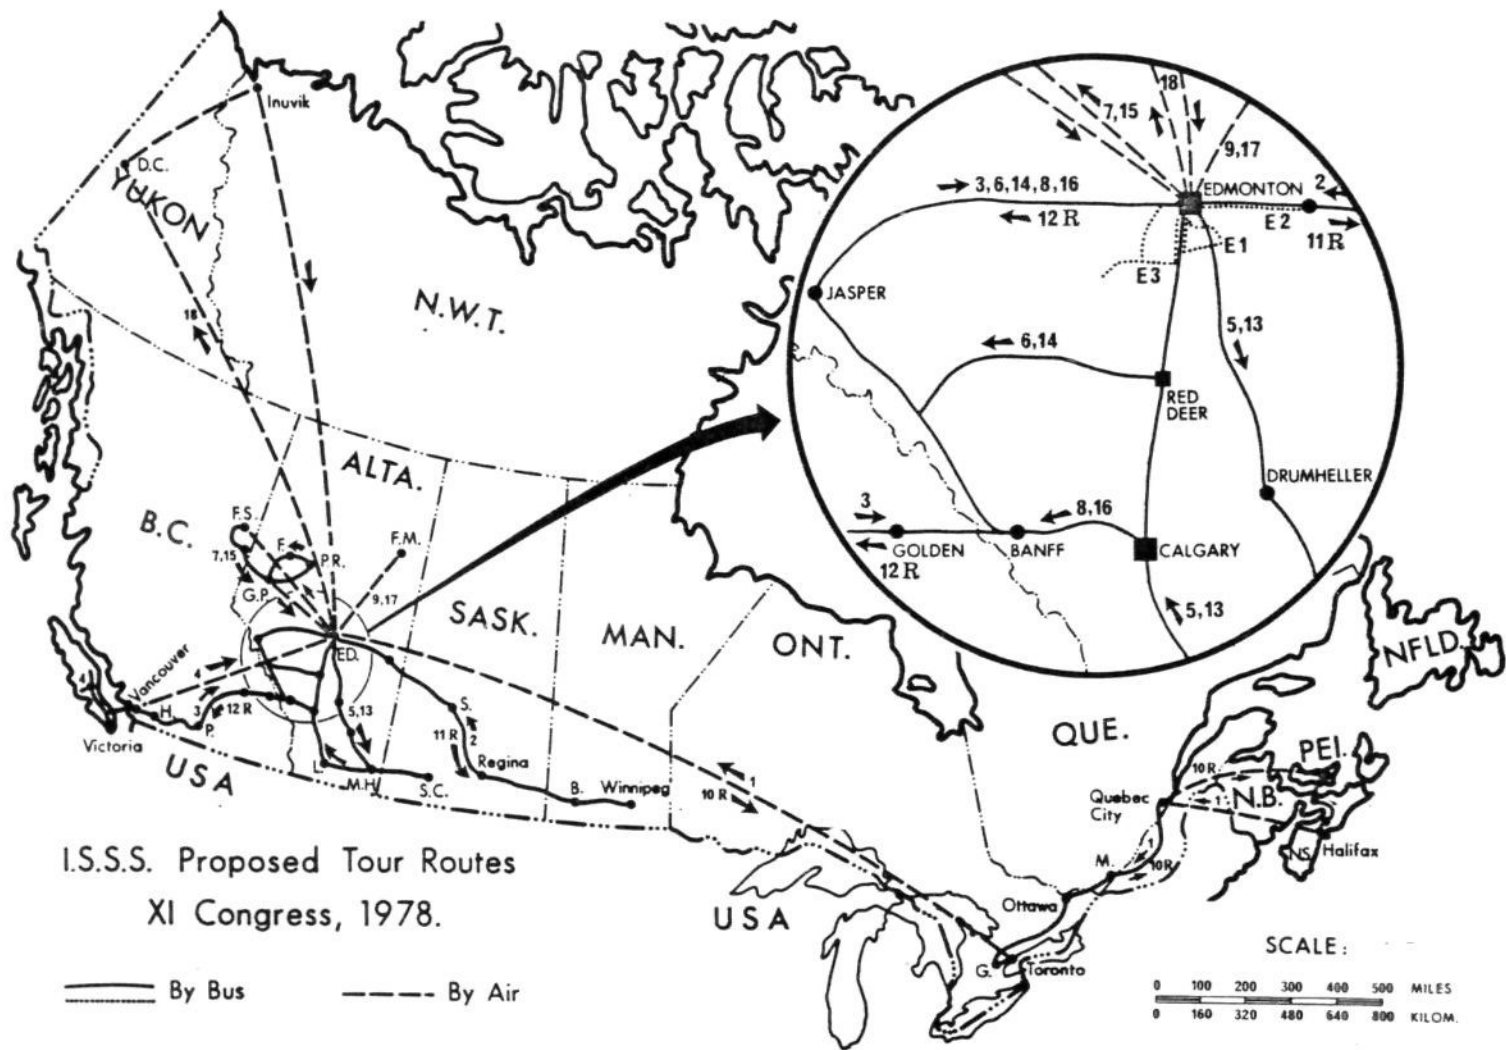 Inuvik
D.C.
YUKON
18
N.W.T.
ALTA.
B.C.
F.S.
F.
P.R.
7,15
G.P.
F.M.
9,17
SASK.
MAN.
ONT.
QUE.
NFLD.
PEI.
N.B.
NS
Halifax
ED.
Vancouver
4
4
H.
3
12 R
P.
Victoria
USA
5,13
L.
M.H.
S.C.
S.
11 R
2
Regina
B.
Winnipeg
1
10 R
10 R.
1
Quebec
City
1
10 R
M.
Ottawa
G.
Toronto
USA
18
7,15
9,17
EDMONTON
2
3,6,14,8,16
12 R
E2
11 R
E1
E3
JASPER
5,13
6,14
RED
DEER
DRUMHELLER
3
8,16
GOLDEN
BANFF
CALGARY
12 R
5,13
I.S.S.S. Proposed Tour Routes
XI Congress, 1978.
By Bus
By Air
SCALE:
0 100 200 300 400 500 MILES
0 160 320 480 640 800 KILOM.